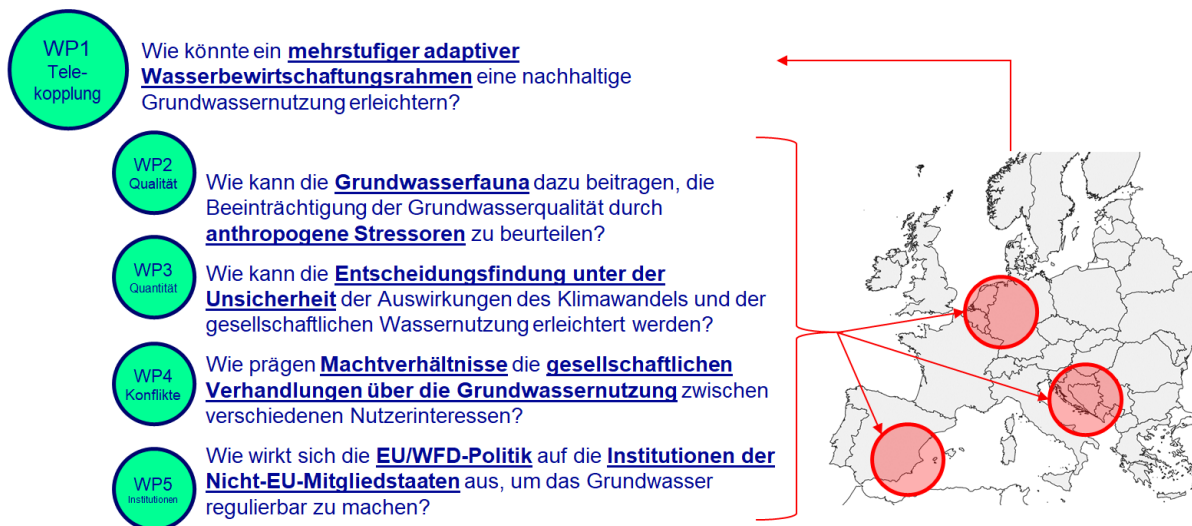 WP1
Tele-
kopplung
Wie könnte ein mehrstufiger adaptiver
Wasserbewirtschaftungsrahmen eine nachhaltige
Grundwassernutzung erleichtern?
WP2
Qualität
Wie kann die Grundwasserfauna dazu beitragen, die
Beeinträchtigung der Grundwasserqualität durch
anthropogene Stressoren zu beurteilen?
WP3
Quantität
Wie kann die Entscheidungsfindung unter der
Unsicherheit der Auswirkungen des Klimawandels und der
gesellschaftlichen Wassernutzung erleichtert werden?
WP4
Konflikte
Wie prägen Machtverhältnisse die gesellschaftlichen
Verhandlungen über die Grundwassernutzung zwischen
verschiedenen Nutzerinteressen?
WP5
Institutionen
Wie wirkt sich die EU/WFD-Politik auf die Institutionen der
Nicht-EU-Mitgliedstaaten aus, um das Grundwasser
regulierbar zu machen?